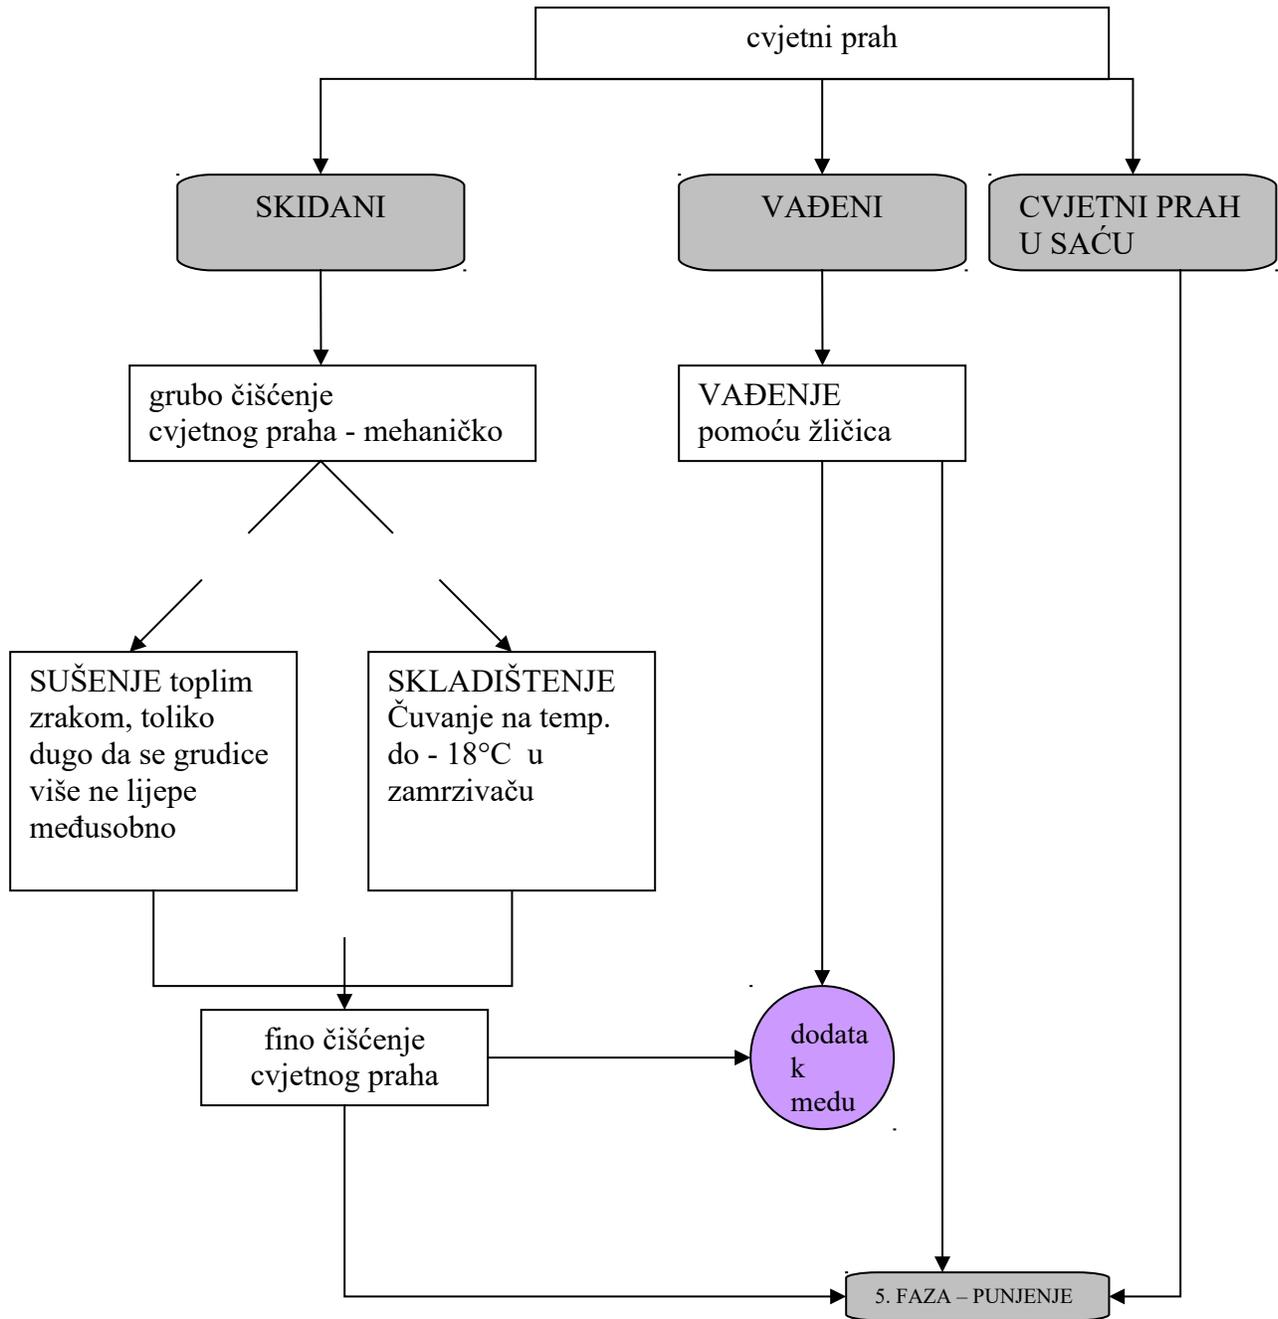 cvjetni prah
SKIDANI
VAĐENI
CVJETNI PRAH
U SAĆU
grubo čišćenje
cvjetnog praha - mehaničko
VAĐENJE
pomoću žličica
SUŠENJE toplim
zrakom, toliko
dugo da se grudice
više ne lijepe
međusobno
SKLADIŠTENJE
Čuvanje na temp.
do - 18°C  u
zamrzivaču
fino čišćenje
cvjetnog praha
dodata
k
medu
5. FAZA – PUNJENJE